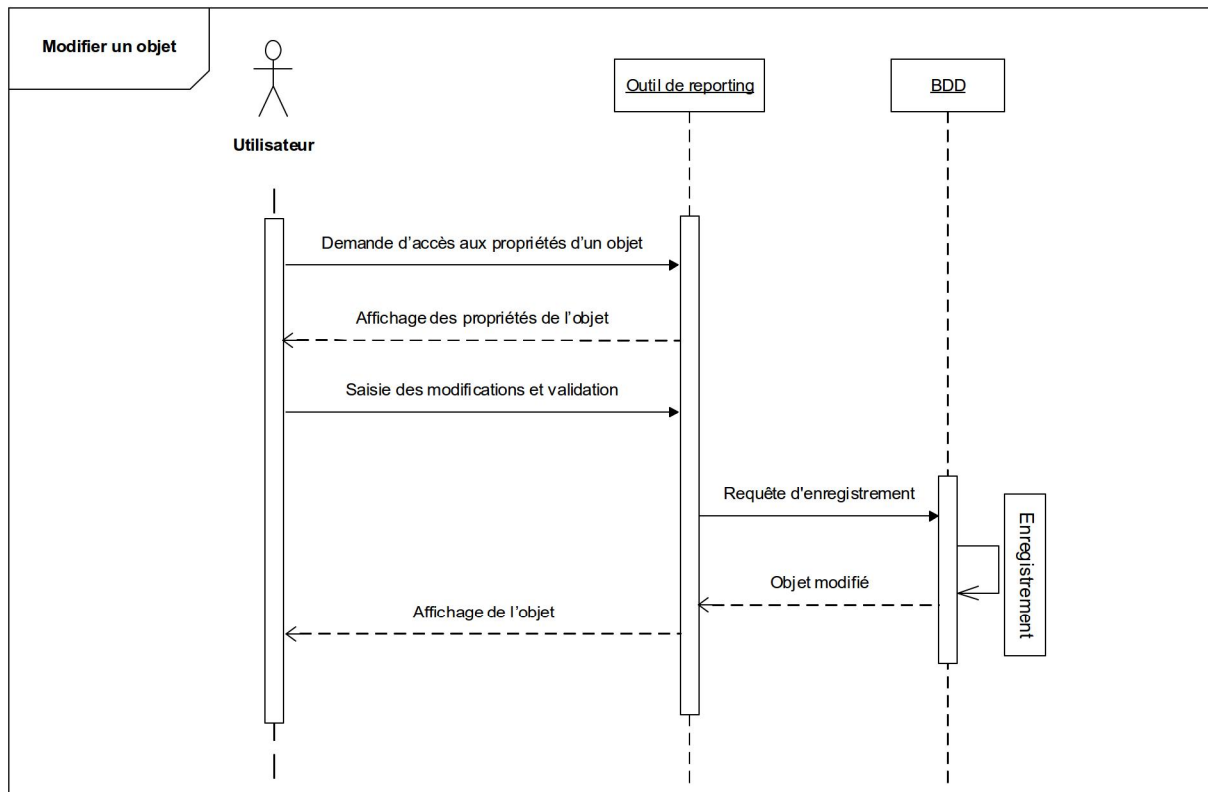 Modifier un objet
Outil de reporting
BDD
Utilisateur
Demande d’accès aux propriétés d’un objet
Affichage des propriétés de l’objet
Saisie des modifications et validation
Requête d'enregistrement
Enregistrement
Objet modifié
Affichage de l’objet